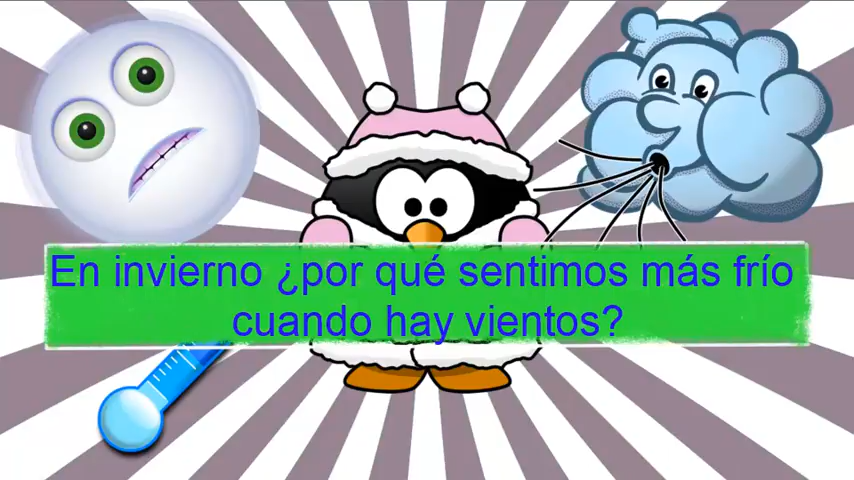 En invierno ¿por qué sentimos más frío
cuando hay vientos?